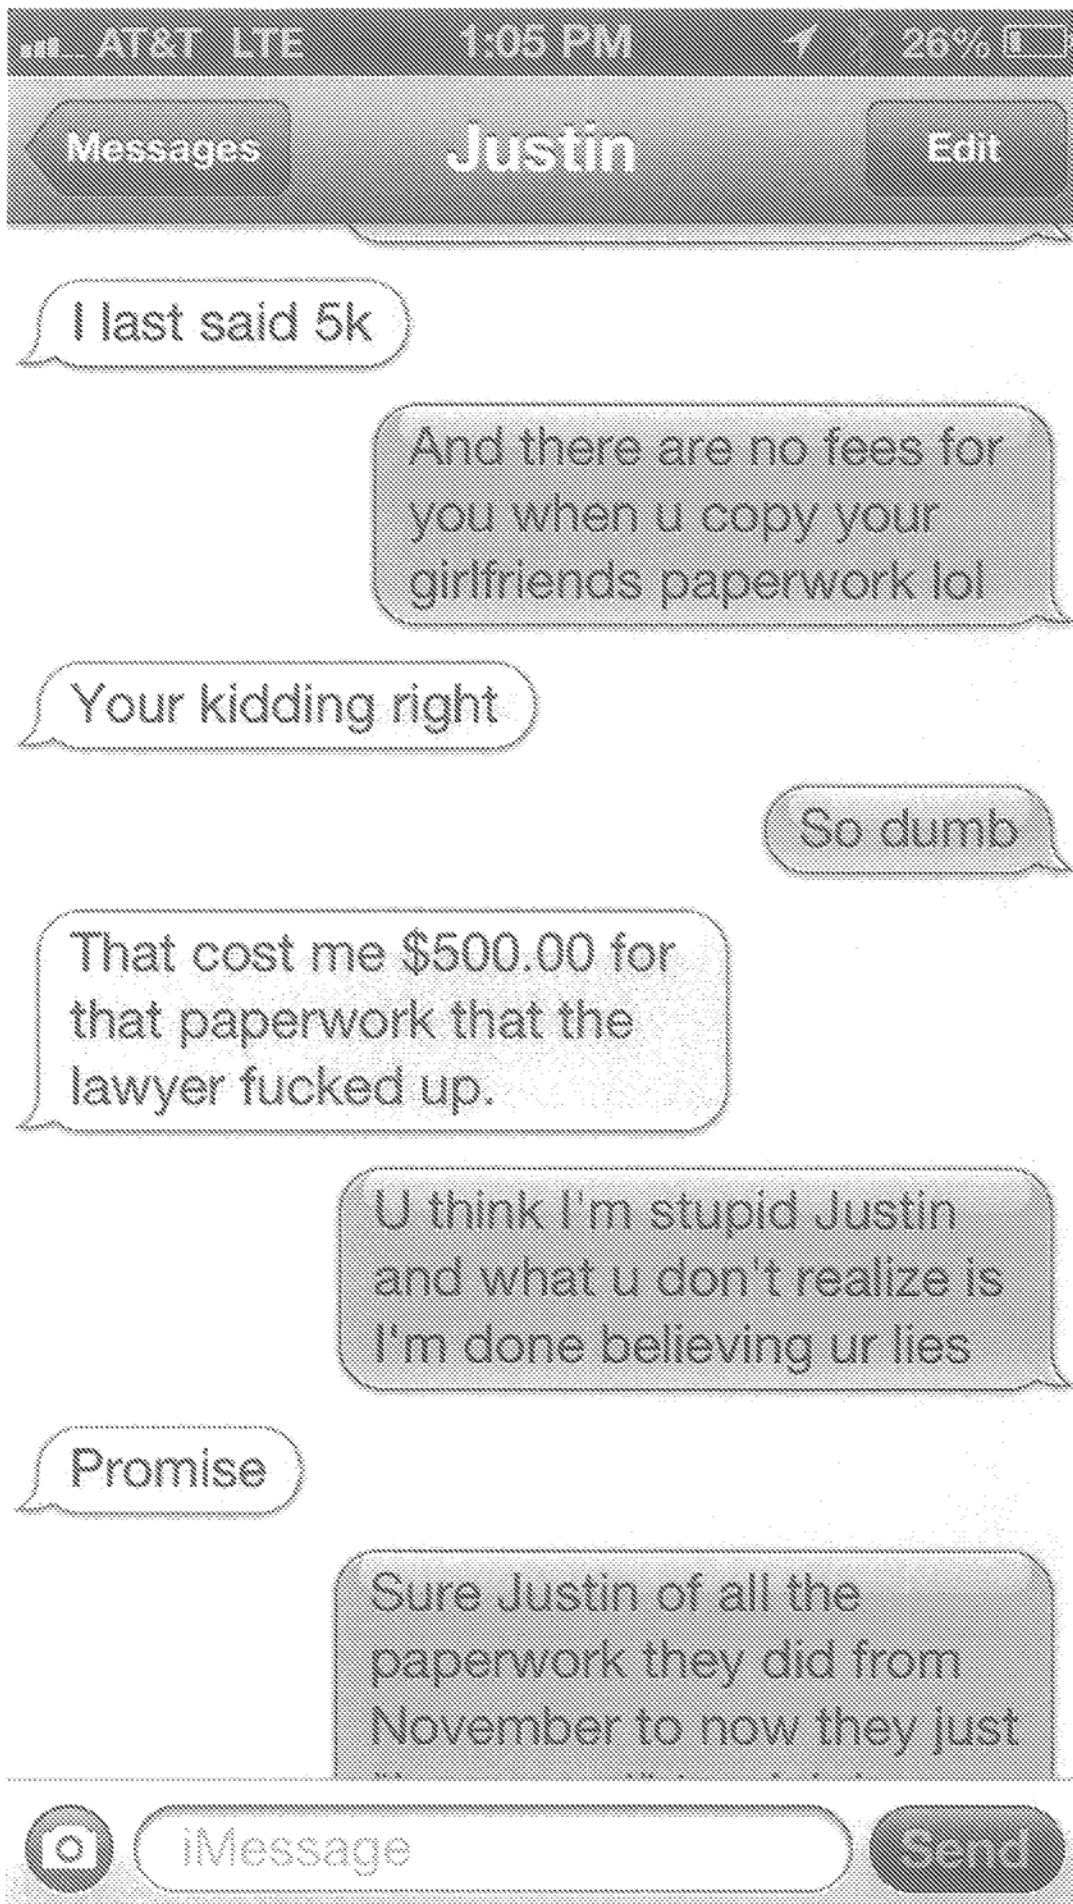 AT&T LTE 1:05 PM 26%
Messages Justin Edit
I last said 5k
And there are no fees for
you when u copy your
girlfriends paperwork lol
Your kidding right
So dumb
That cost me $500.00 for
that paperwork that the
lawyer fucked up.
U think I'm stupid Justin
and what u don't realize is
I'm done believing ur lies
Promise
Sure Justin of all the
paperwork they did from
November to now they just
iMessage Send